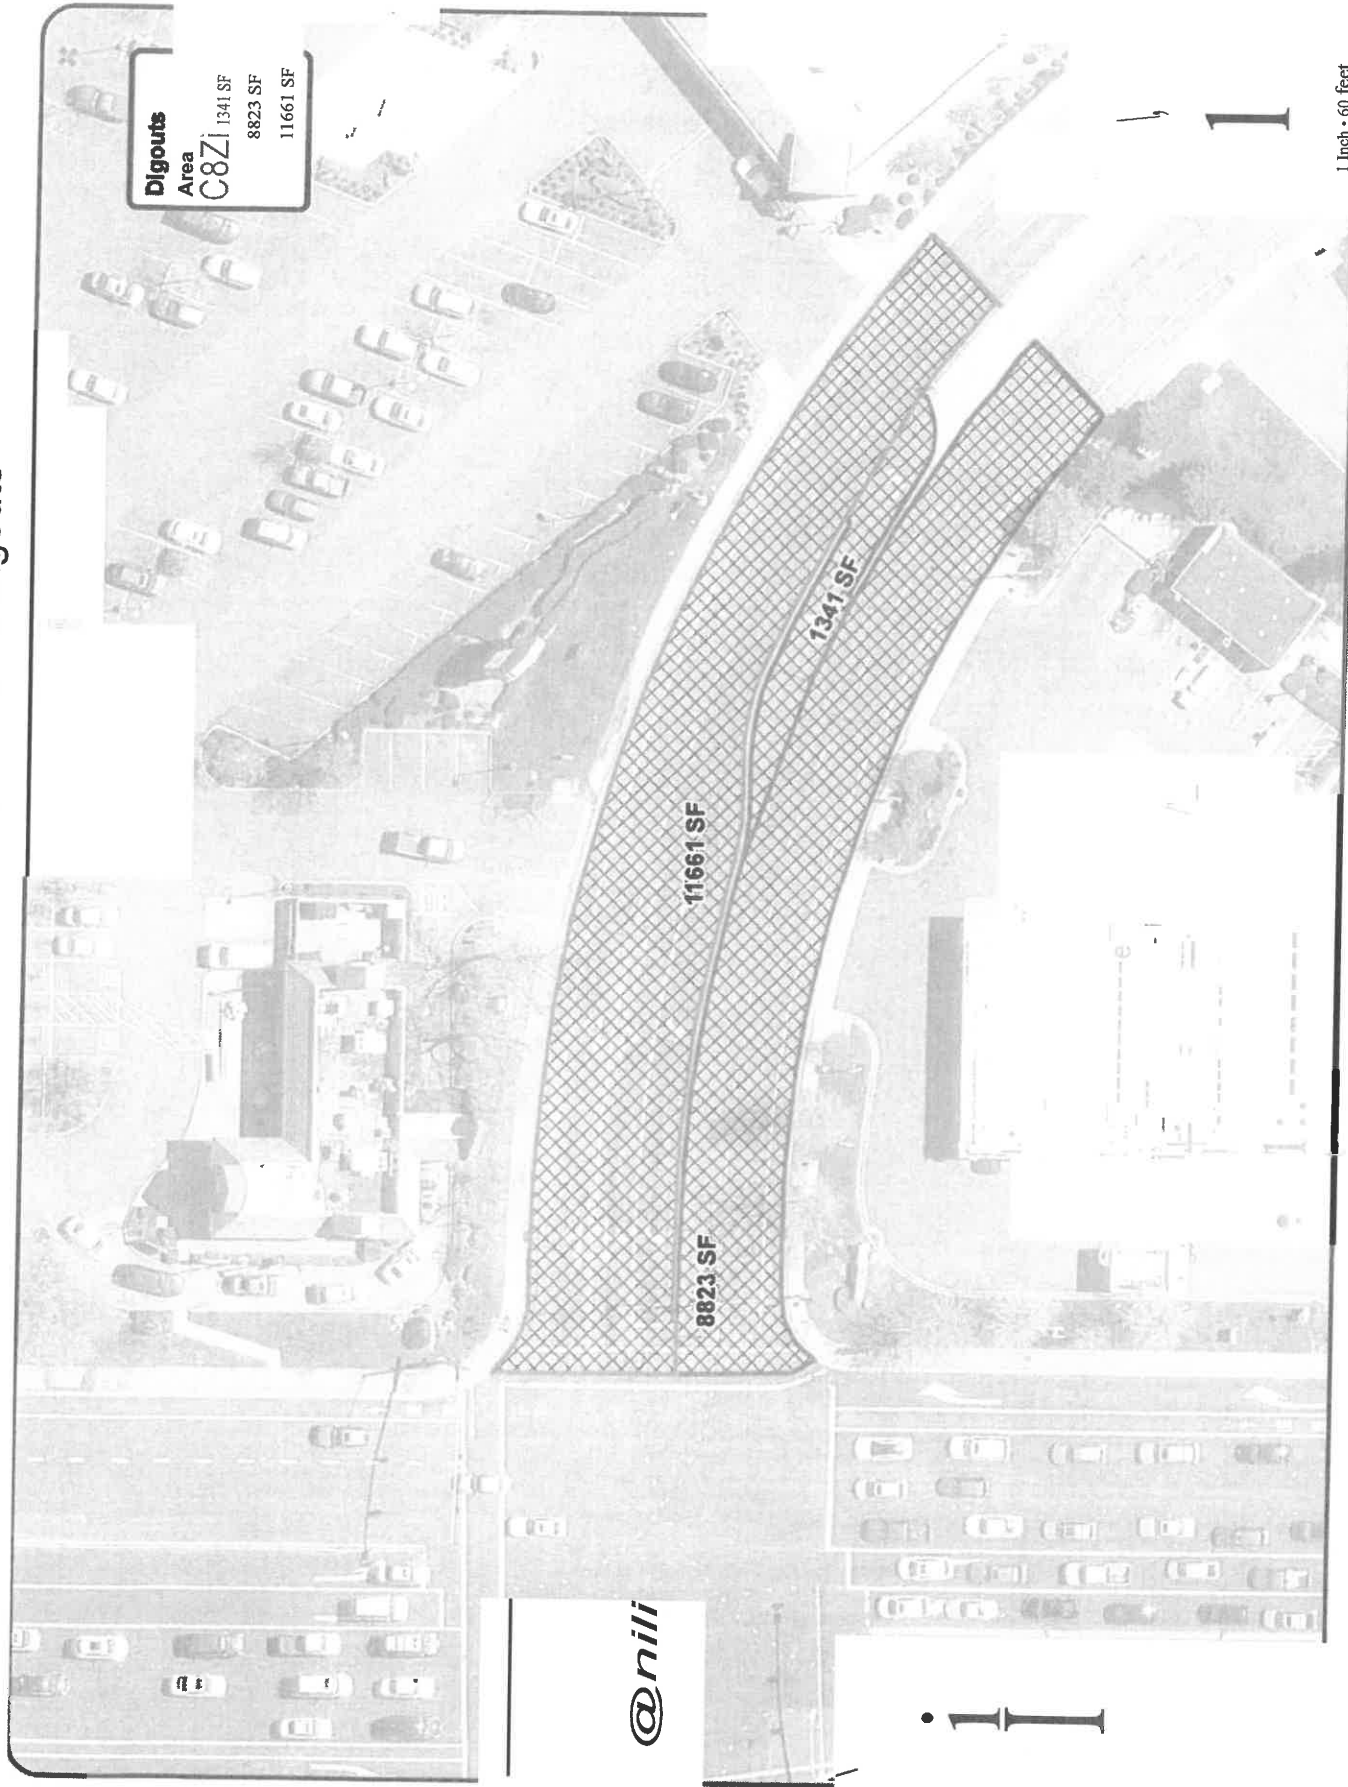 Digouts
Area
C8Zi 1341 SF
8823 SF
11661 SF
11661 SF
1341 SF
8823 SF
@nili
1 Inch • 60 feet